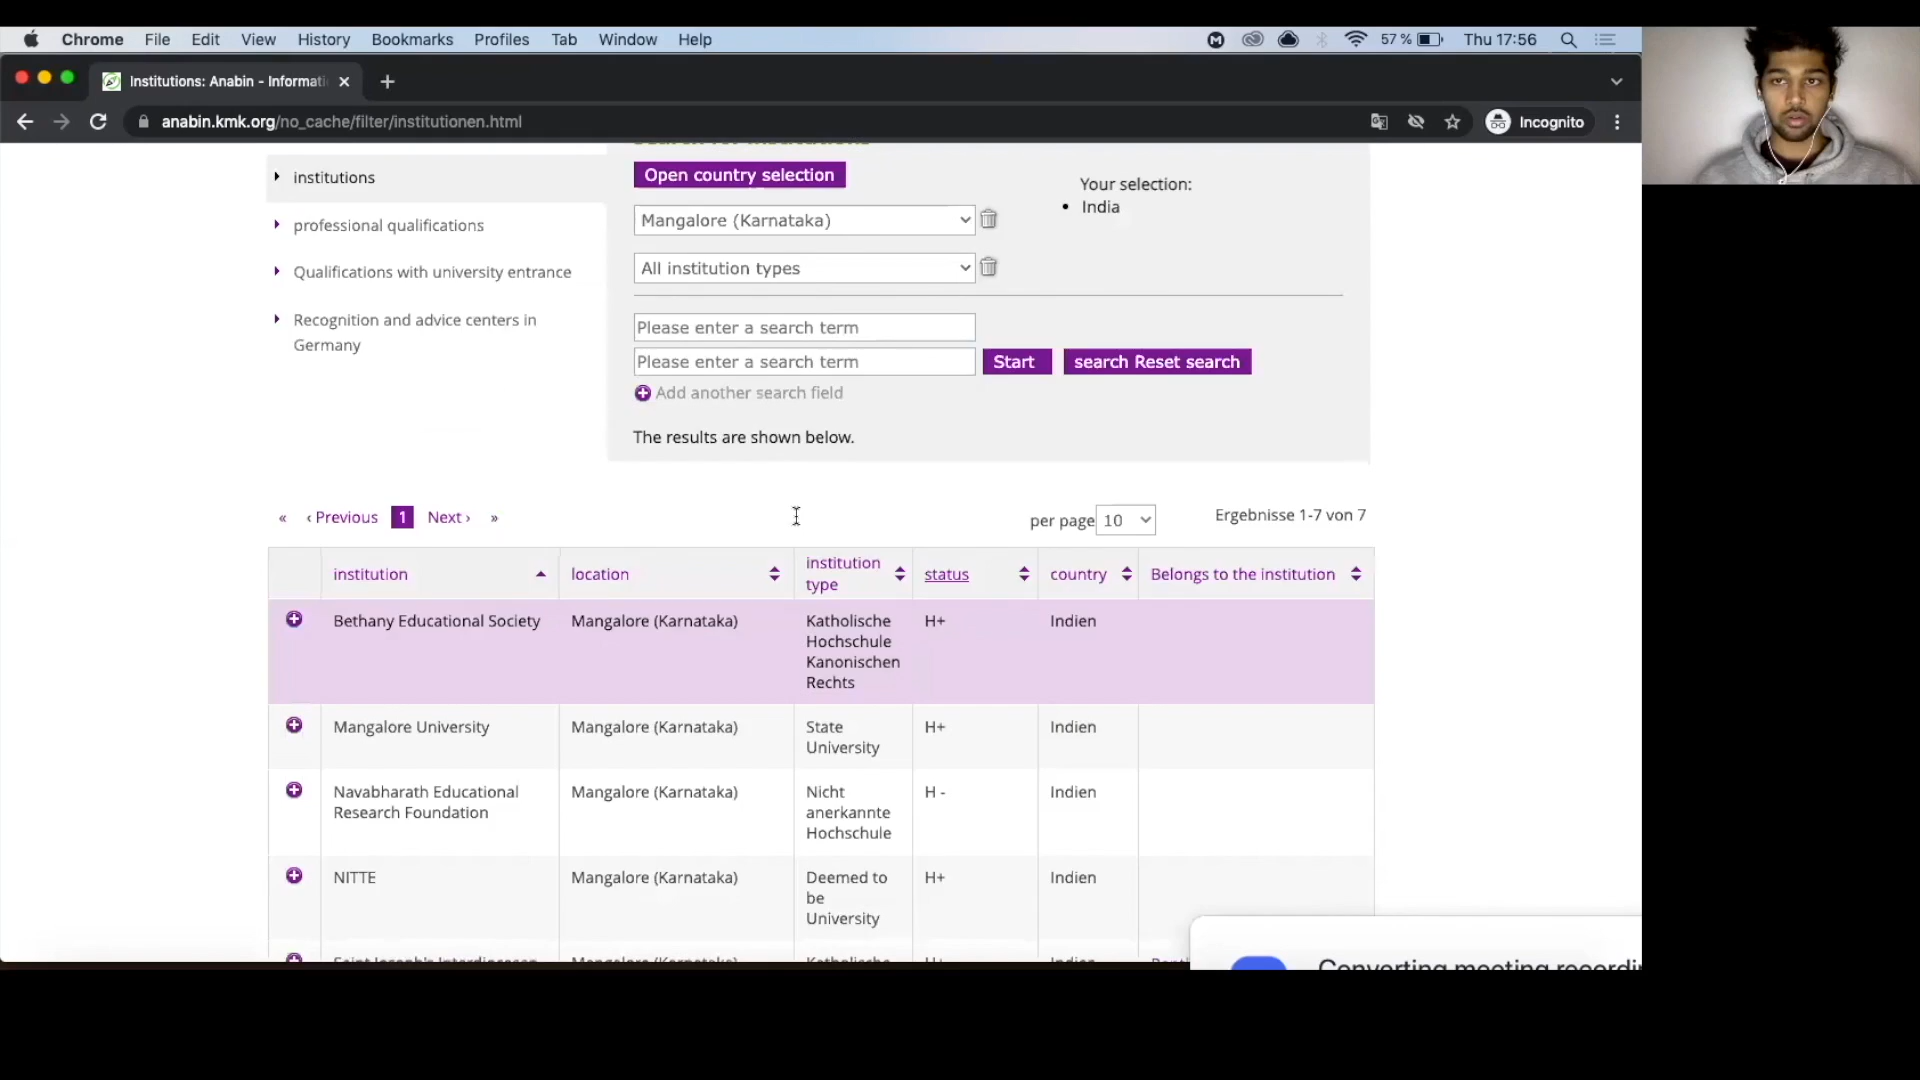 Chrome File Edit View History Bookmarks Profiles Tab Window Help
57 % Thu 17:56
Institutions: Anabin - Informati
anabin.kmk.org/no_cache/filter/institutionen.html
Incognito
institutions
professional qualifications
Qualifications with university entrance
Recognition and advice centers in
Germany
Open country selection
Your selection:
India
Mangalore (Karnataka)
All institution types
Please enter a search term
Please enter a search term
Start
search Reset search
Add another search field
The results are shown below.
« ‹ Previous 1 Next › »
per page 10
Ergebnisse 1-7 von 7
institution location institution type status country Belongs to the institution
Bethany Educational Society Mangalore (Karnataka) Katholische H+ Indien
Hochschule
Kanonischen
Rechts
Mangalore University Mangalore (Karnataka) State H+ Indien
University
Navabharath Educational Mangalore (Karnataka) Nicht H - Indien
Research Foundation anerkannte
Hochschule
NITTE Mangalore (Karnataka) Deemed to H+ Indien
be
University
Converting meeting recordi